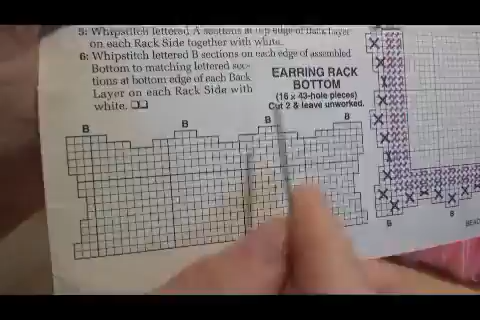 5: Whipstitch lettered A sections at top edge of Back Layer
on each Rack Side together with white.
6: Whipstitch lettered B sections on each edge of assembled
Bottom to matching lettered sec-
tions at bottom edge of each Back
Layer on each Rack Side with
white.
EARRING RACK
BOTTOM
(16 x 43-hole pieces)
Cut 2 & leave unworked.
B B B B
B B
BEAD